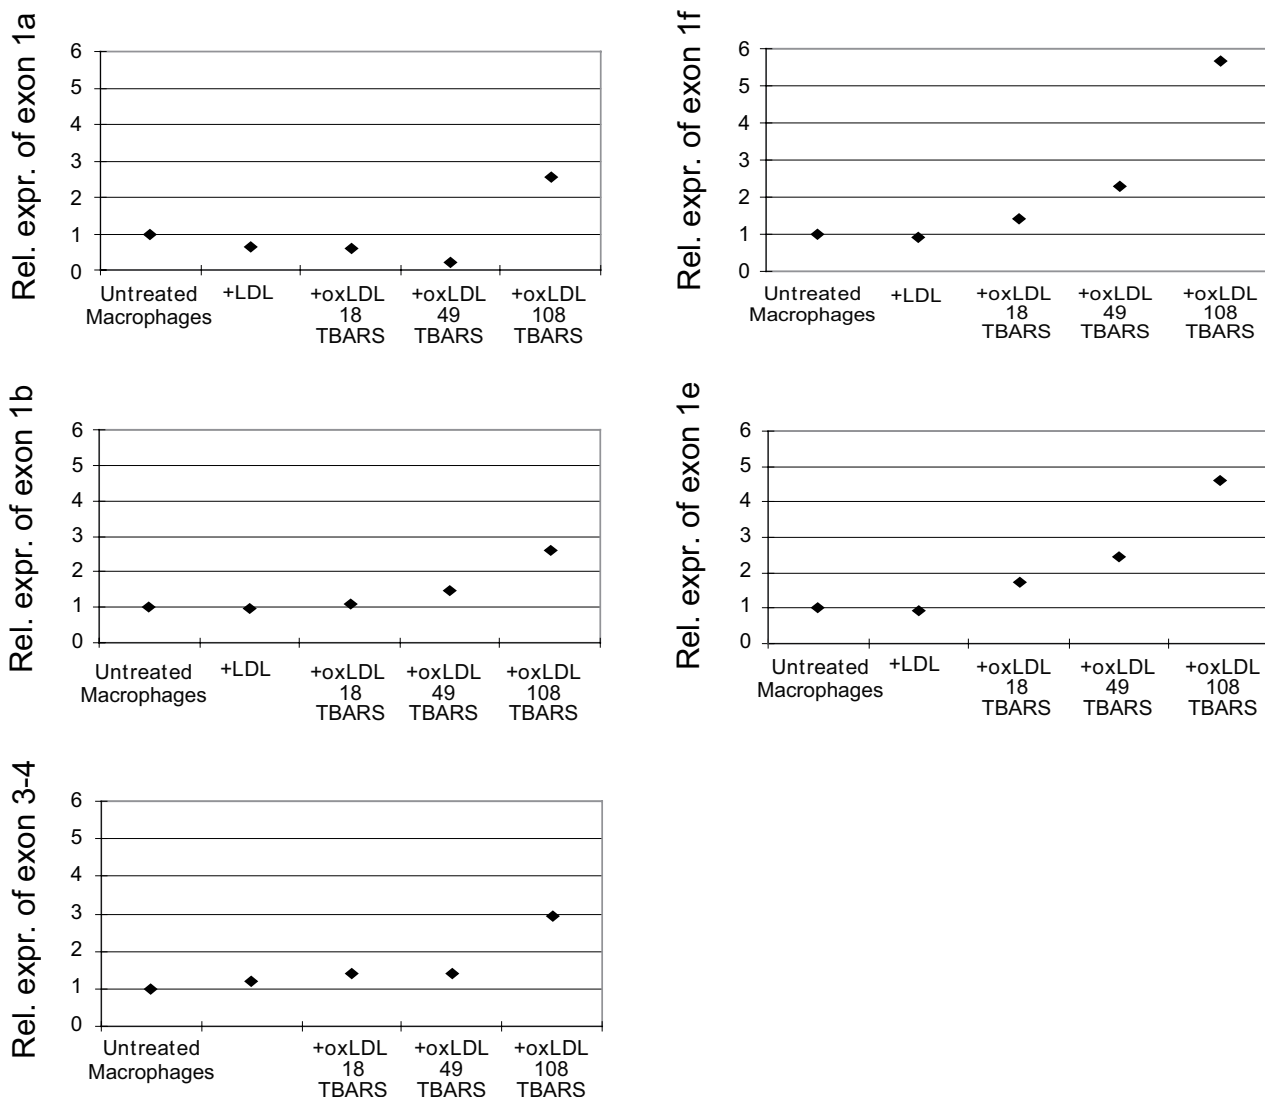 Rel. expr. of exon 1a
6
5
4
3
2
1
0
Untreated
Macrophages
+LDL
+oxLDL
18
TBARS
+oxLDL
49
TBARS
+oxLDL
108
TBARS
Rel. expr. of exon 1f
6
5
4
3
2
1
0
Untreated
Macrophages
+LDL
+oxLDL
18
TBARS
+oxLDL
49
TBARS
+oxLDL
108
TBARS
Rel. expr. of exon 1b
6
5
4
3
2
1
0
Untreated
Macrophages
+LDL
+oxLDL
18
TBARS
+oxLDL
49
TBARS
+oxLDL
108
TBARS
Rel. expr. of exon 1e
6
5
4
3
2
1
0
Untreated
Macrophages
+LDL
+oxLDL
18
TBARS
+oxLDL
49
TBARS
+oxLDL
108
TBARS
Rel. expr. of exon 3-4
6
5
4
3
2
1
0
Untreated
Macrophages
+oxLDL
18
TBARS
+oxLDL
49
TBARS
+oxLDL
108
TBARS